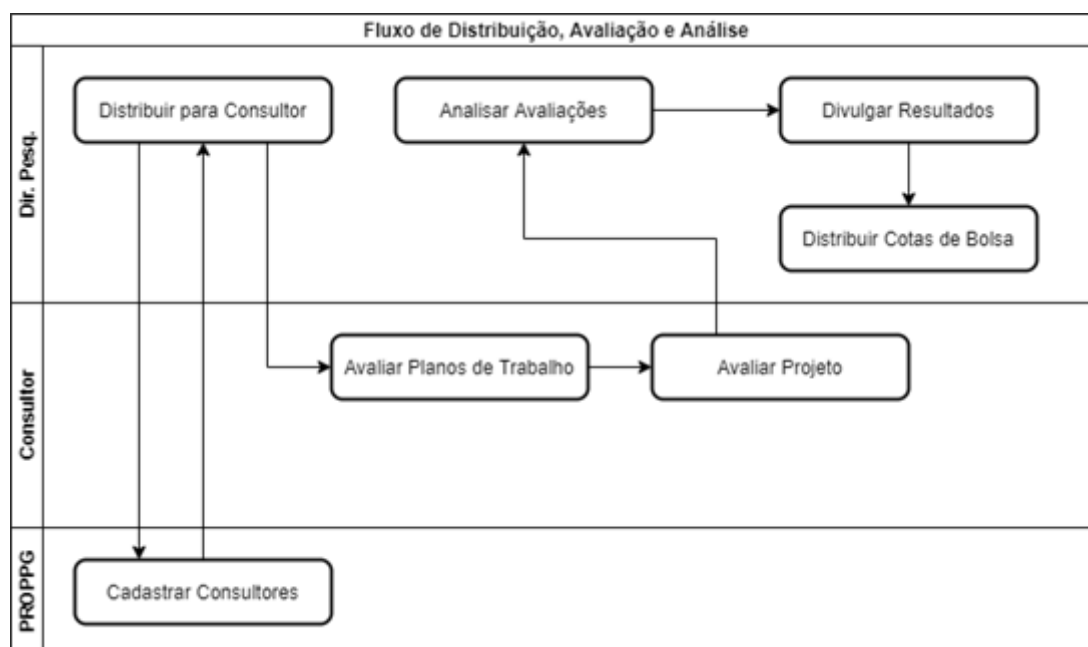 Fluxo de Distribuição, Avaliação e Análise
Dir. Pesq.
Distribuir para Consultor
Analisar Avaliações
Divulgar Resultados
Distribuir Cotas de Bolsa
Consultor
Avaliar Planos de Trabalho
Avaliar Projeto
PROPPG
Cadastrar Consultores